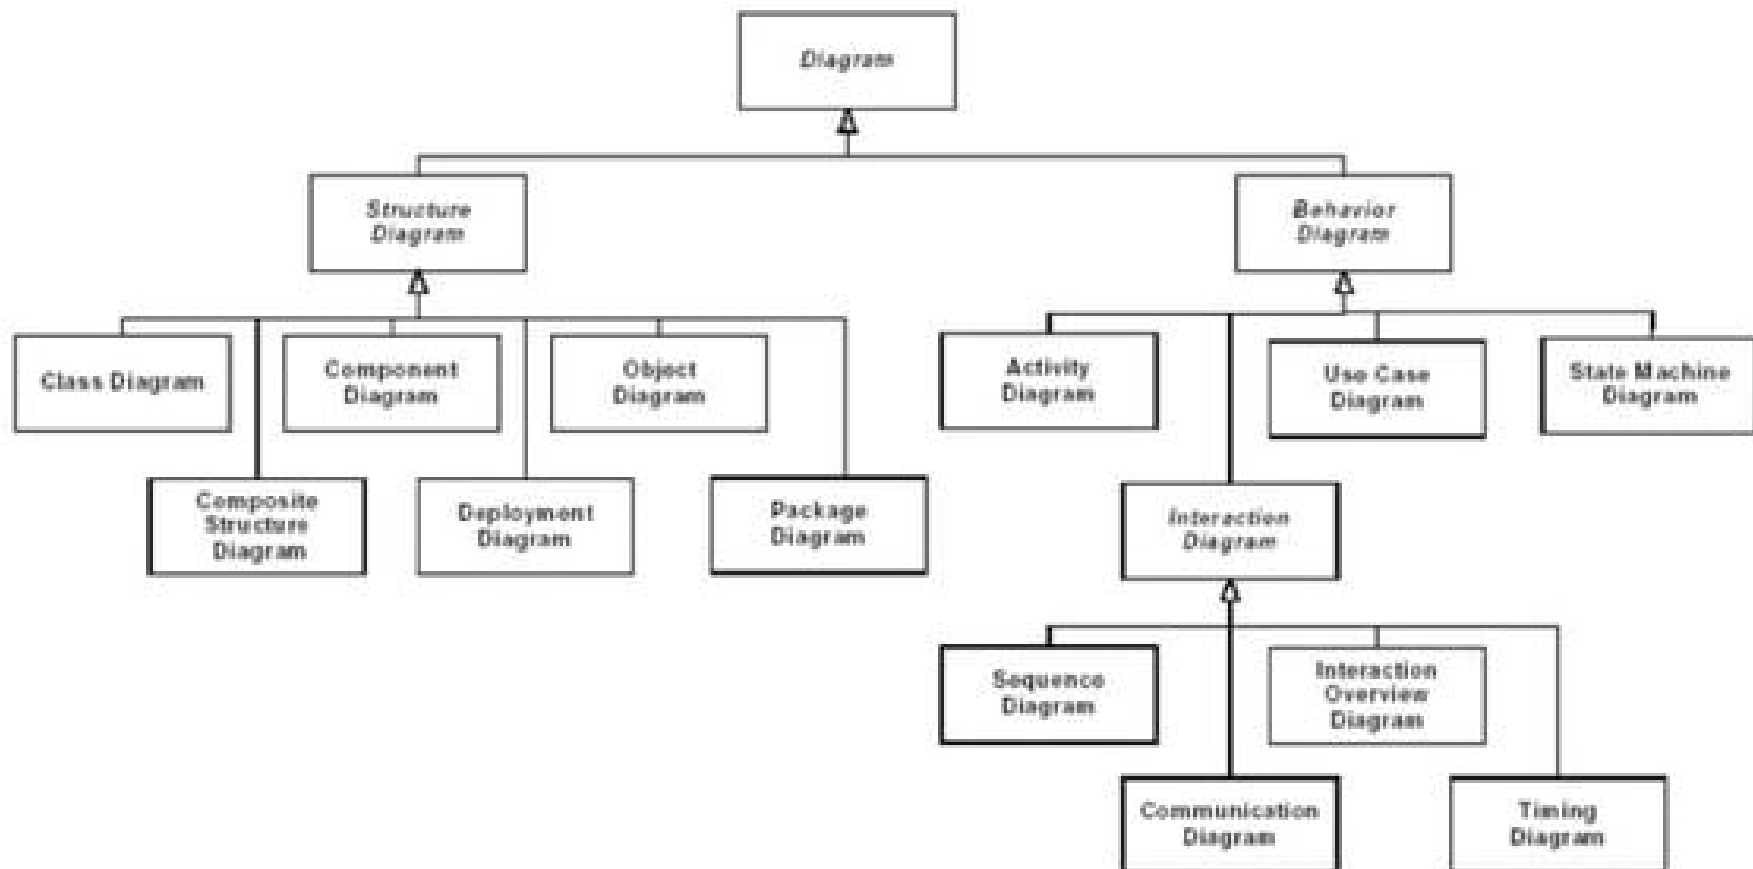 Diagram
Structure
Diagram
Behavior
Diagram
Class Diagram
Component
Diagram
Object
Diagram
Activity
Diagram
Use Case
Diagram
State Machine
Diagram
Composite
Structure
Diagram
Deployment
Diagram
Package
Diagram
Interaction
Diagram
Sequence
Diagram
Interaction
Overview
Diagram
Communication
Diagram
Timing
Diagram